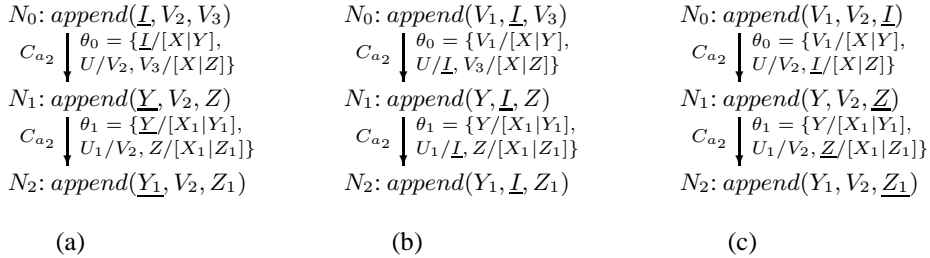 N₀: append(I, V₂, V₃) N₀: append(V₁, I, V₃) N₀: append(V₁, V₂, I)
Cₐ₂ θ₀ = {I/[X|Y], Cₐ₂ θ₀ = {V₁/[X|Y], Cₐ₂ θ₀ = {V₁/[X|Y],
U/V₂, V₃/[X|Z]} U/I, V₃/[X|Z]} U/V₂, I/[X|Z]}
N₁: append(Y, V₂, Z) N₁: append(Y, I, Z) N₁: append(Y, V₂, Z)
Cₐ₂ θ₁ = {Y/[X₁|Y₁], Cₐ₂ θ₁ = {Y/[X₁|Y₁], Cₐ₂ θ₁ = {Y/[X₁|Y₁],
U₁/V₂, Z/[X₁|Z₁]} U₁/I, Z/[X₁|Z₁]} U₁/V₂, Z/[X₁|Z₁]}
N₂: append(Y₁, V₂, Z₁) N₂: append(Y₁, I, Z₁) N₂: append(Y₁, V₂, Z₁)
(a) (b) (c)